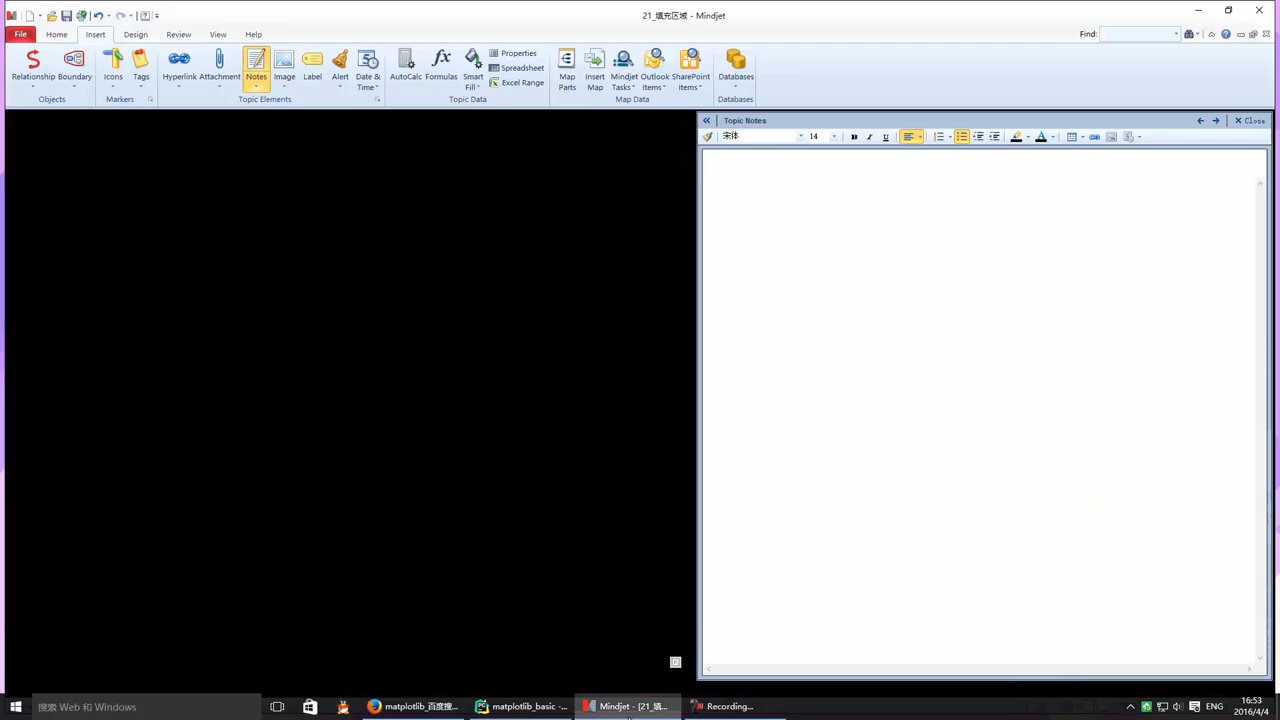 21_填充区域 - Mindjet
File Home Insert Design Review View Help Find:
Relationship Boundary Icons Tags Hyperlink Attachment Notes Image Label Alert Date & Time AutoCalc Formulas Smart Fill Properties Spreadsheet Excel Range Map Parts Insert Map Mindjet Tasks Outlook Items SharePoint Items Databases
Objects Markers Topic Elements Topic Data Map Data Databases
Topic Notes Close
宋体 14 B I U A
搜索 Web 和 Windows matplotlib_百度搜... matplotlib_basic -... Mindjet - [21_填... Recording... ENG 16:53
2016/4/4